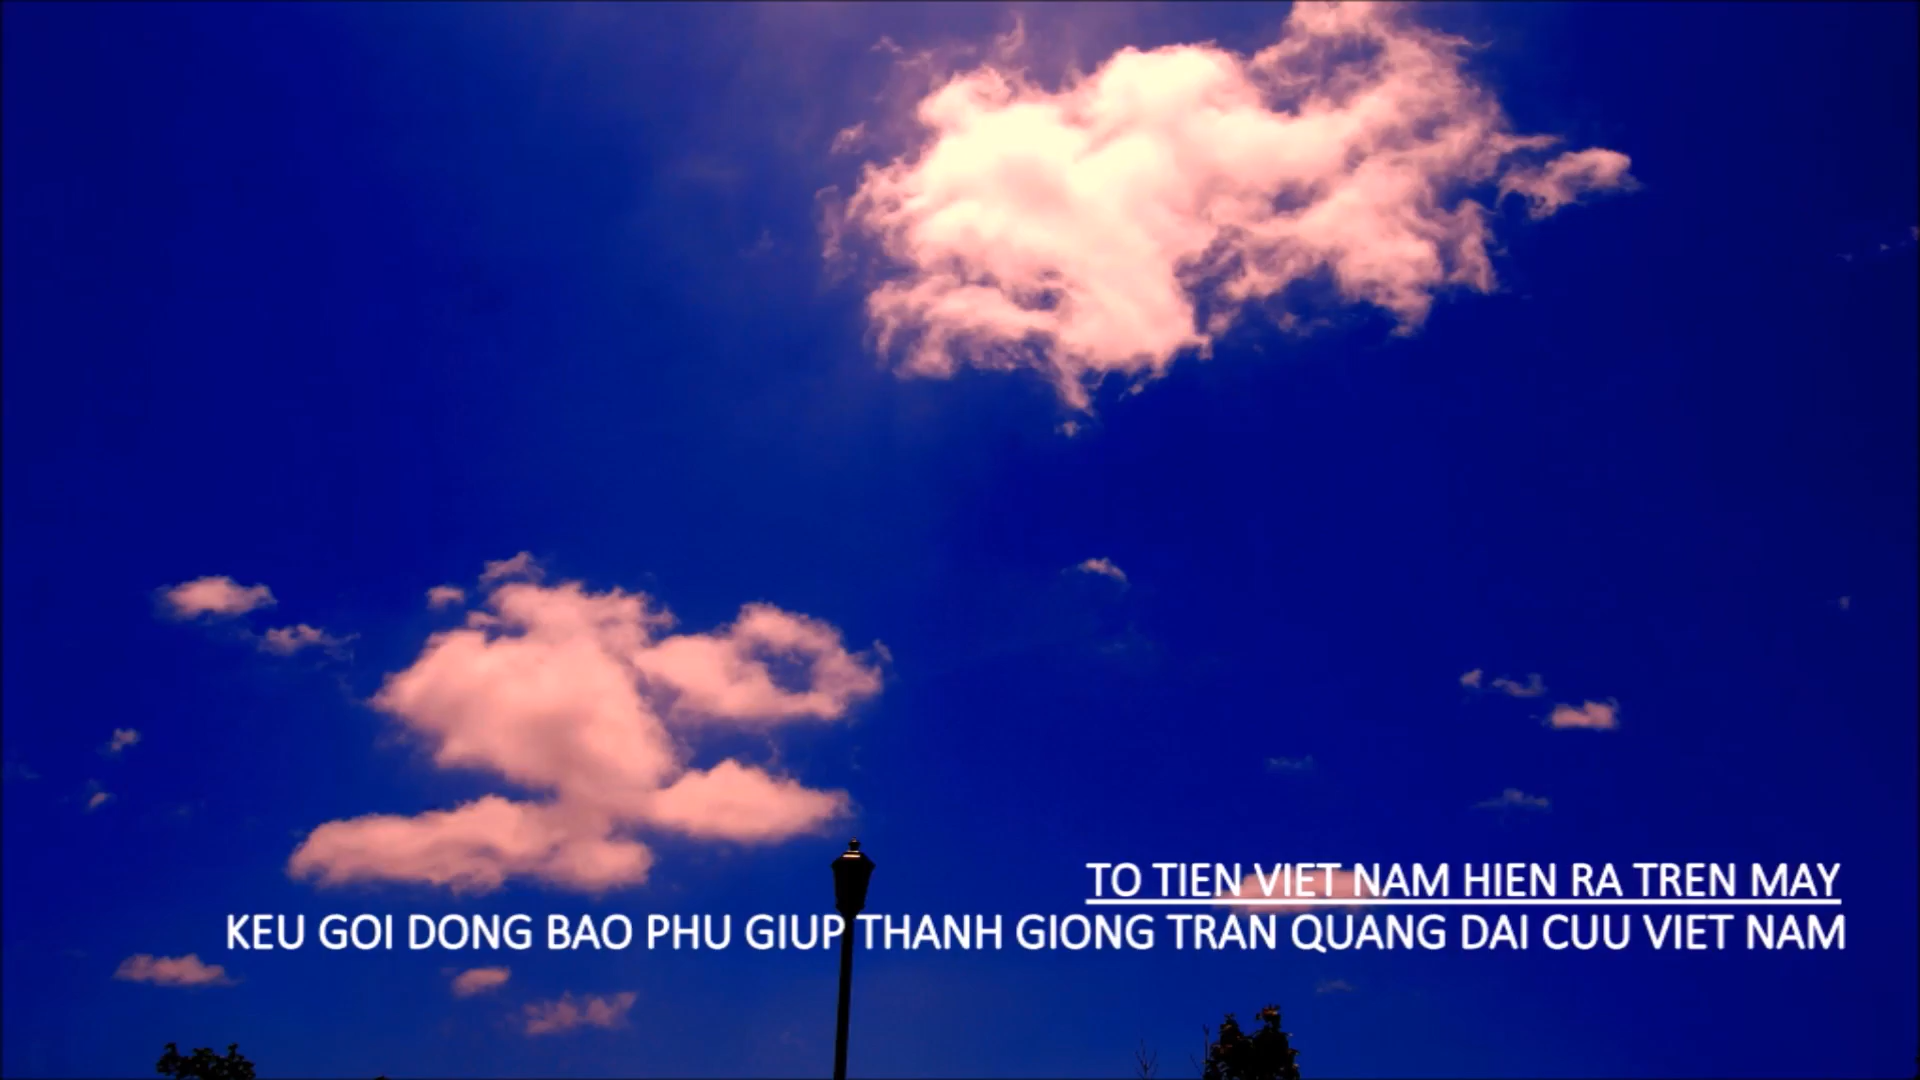 TO TIEN VIET NAM HIEN RA TREN MAY
KEU GOI DONG BAO PHU GIUP THANH GIONG TRAN QUANG DAI CUU VIET NAM